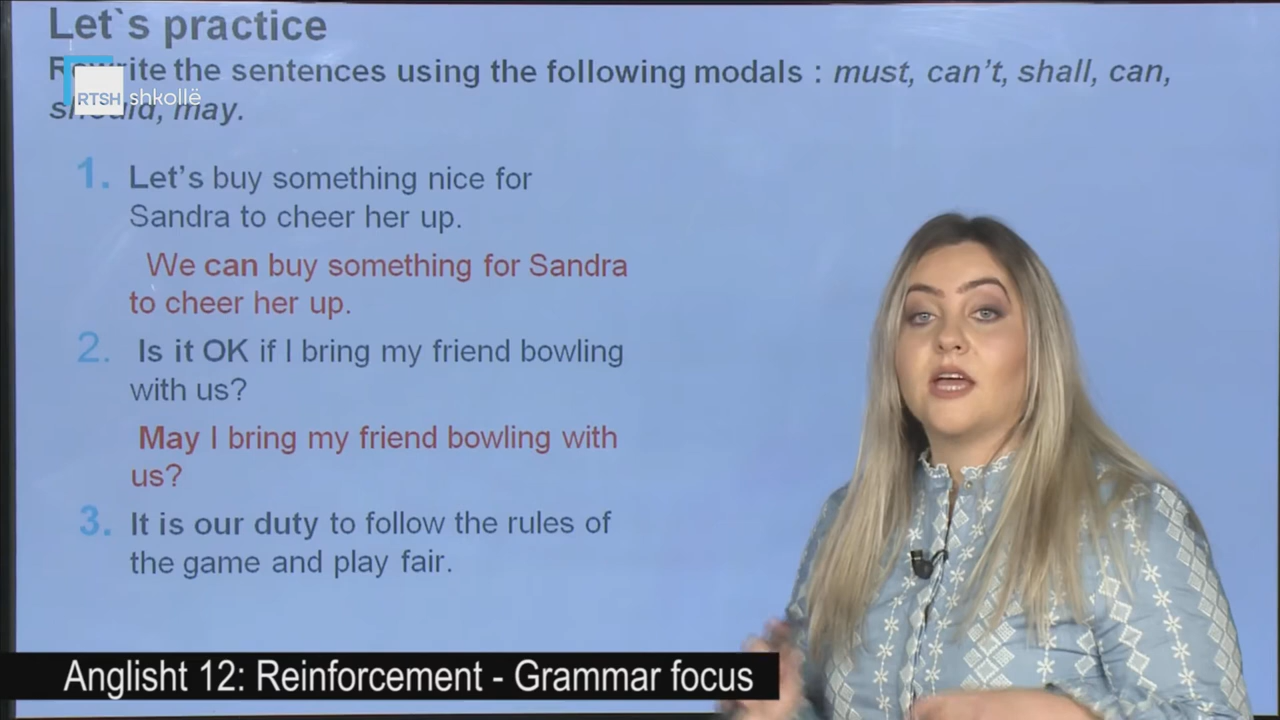 Let`s practice
Rewrite the sentences using the following modals : must, can't, shall, can,
should, may.
RTSH shkollë
1. Let's buy something nice for
Sandra to cheer her up.
We can buy something for Sandra
to cheer her up.
2. Is it OK if I bring my friend bowling
with us?
May I bring my friend bowling with
us?
3. It is our duty to follow the rules of
the game and play fair.
Anglisht 12: Reinforcement - Grammar focus